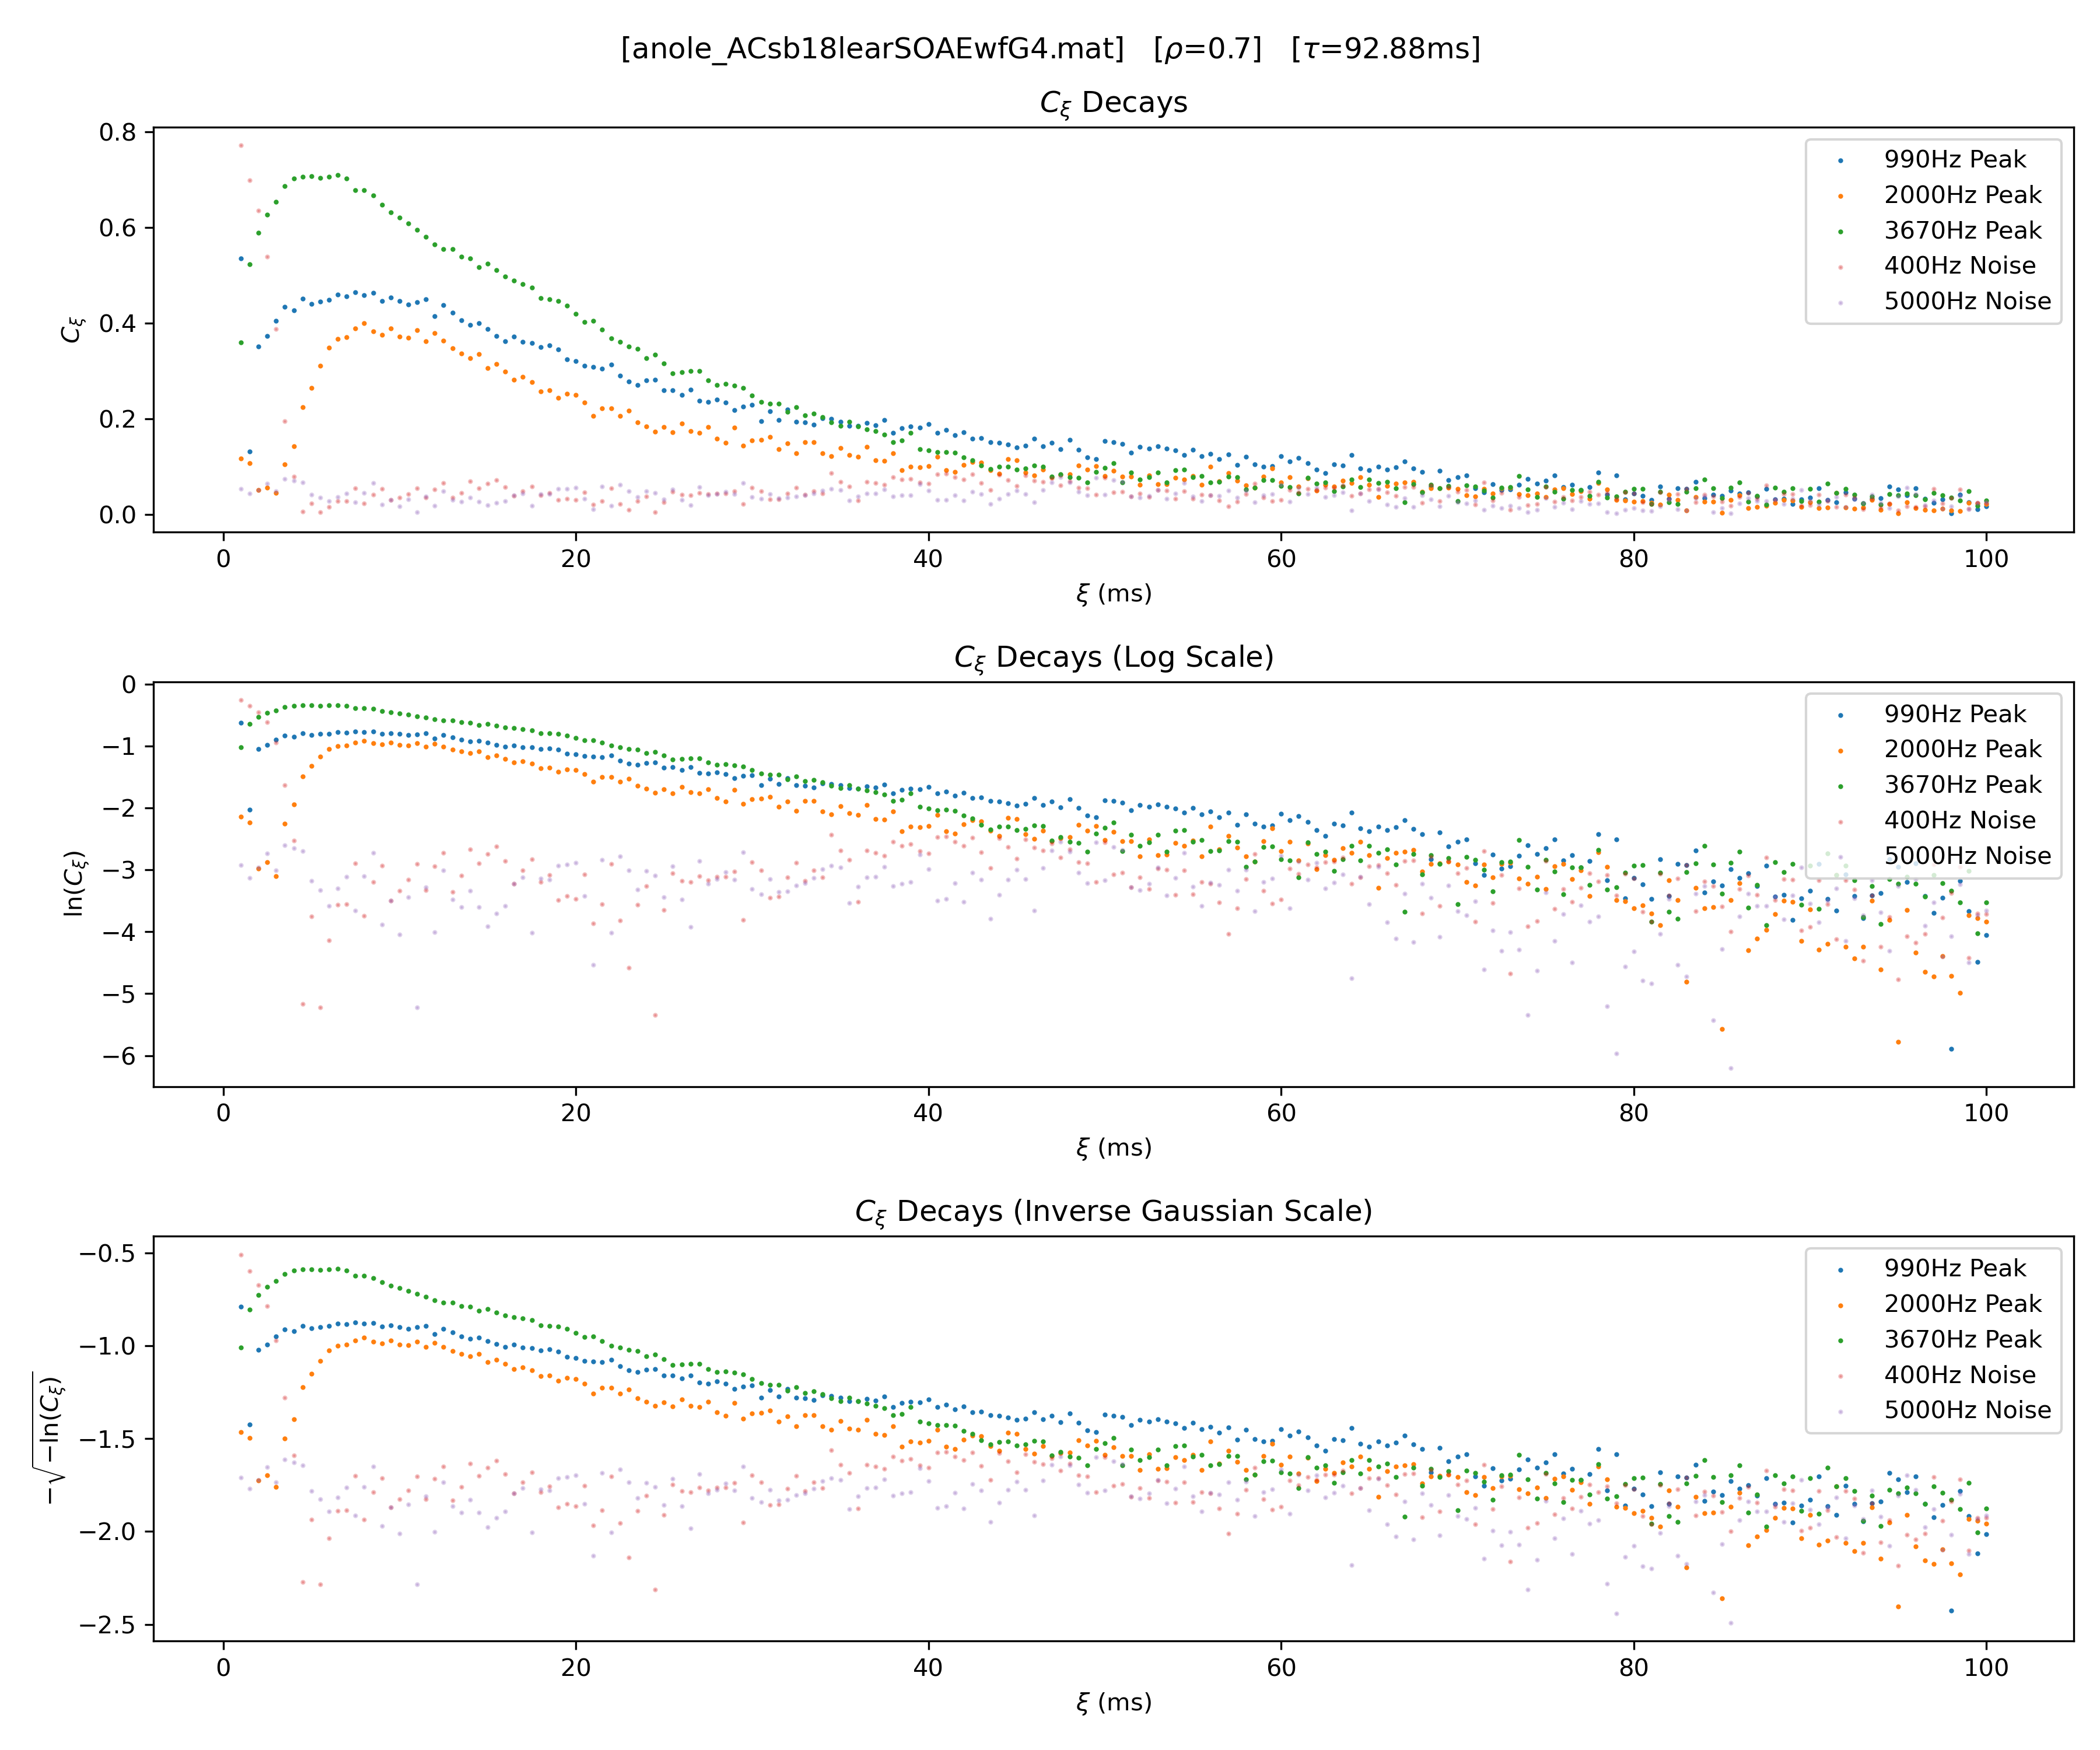 [anole_ACsb18learSOAEwfG4.mat] [ρ=0.7] [τ=92.88ms]
C_ξ Decays
0.8
0.6
0.4
0.2
0.0
C_ξ
990Hz Peak
2000Hz Peak
3670Hz Peak
400Hz Noise
5000Hz Noise
0 20 40 60 80 100
ξ (ms)
C_ξ Decays (Log Scale)
0
−1
−2
−3
−4
−5
−6
ln(C_ξ)
990Hz Peak
2000Hz Peak
3670Hz Peak
400Hz Noise
5000Hz Noise
0 20 40 60 80 100
ξ (ms)
C_ξ Decays (Inverse Gaussian Scale)
−0.5
−1.0
−1.5
−2.0
−2.5
−√−ln(C_ξ)
990Hz Peak
2000Hz Peak
3670Hz Peak
400Hz Noise
5000Hz Noise
0 20 40 60 80 100
ξ (ms)